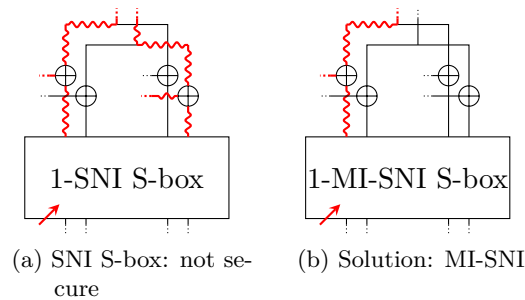 1-SNI S-box
1-MI-SNI S-box
(a) SNI S-box: not se-
cure
(b) Solution: MI-SNI